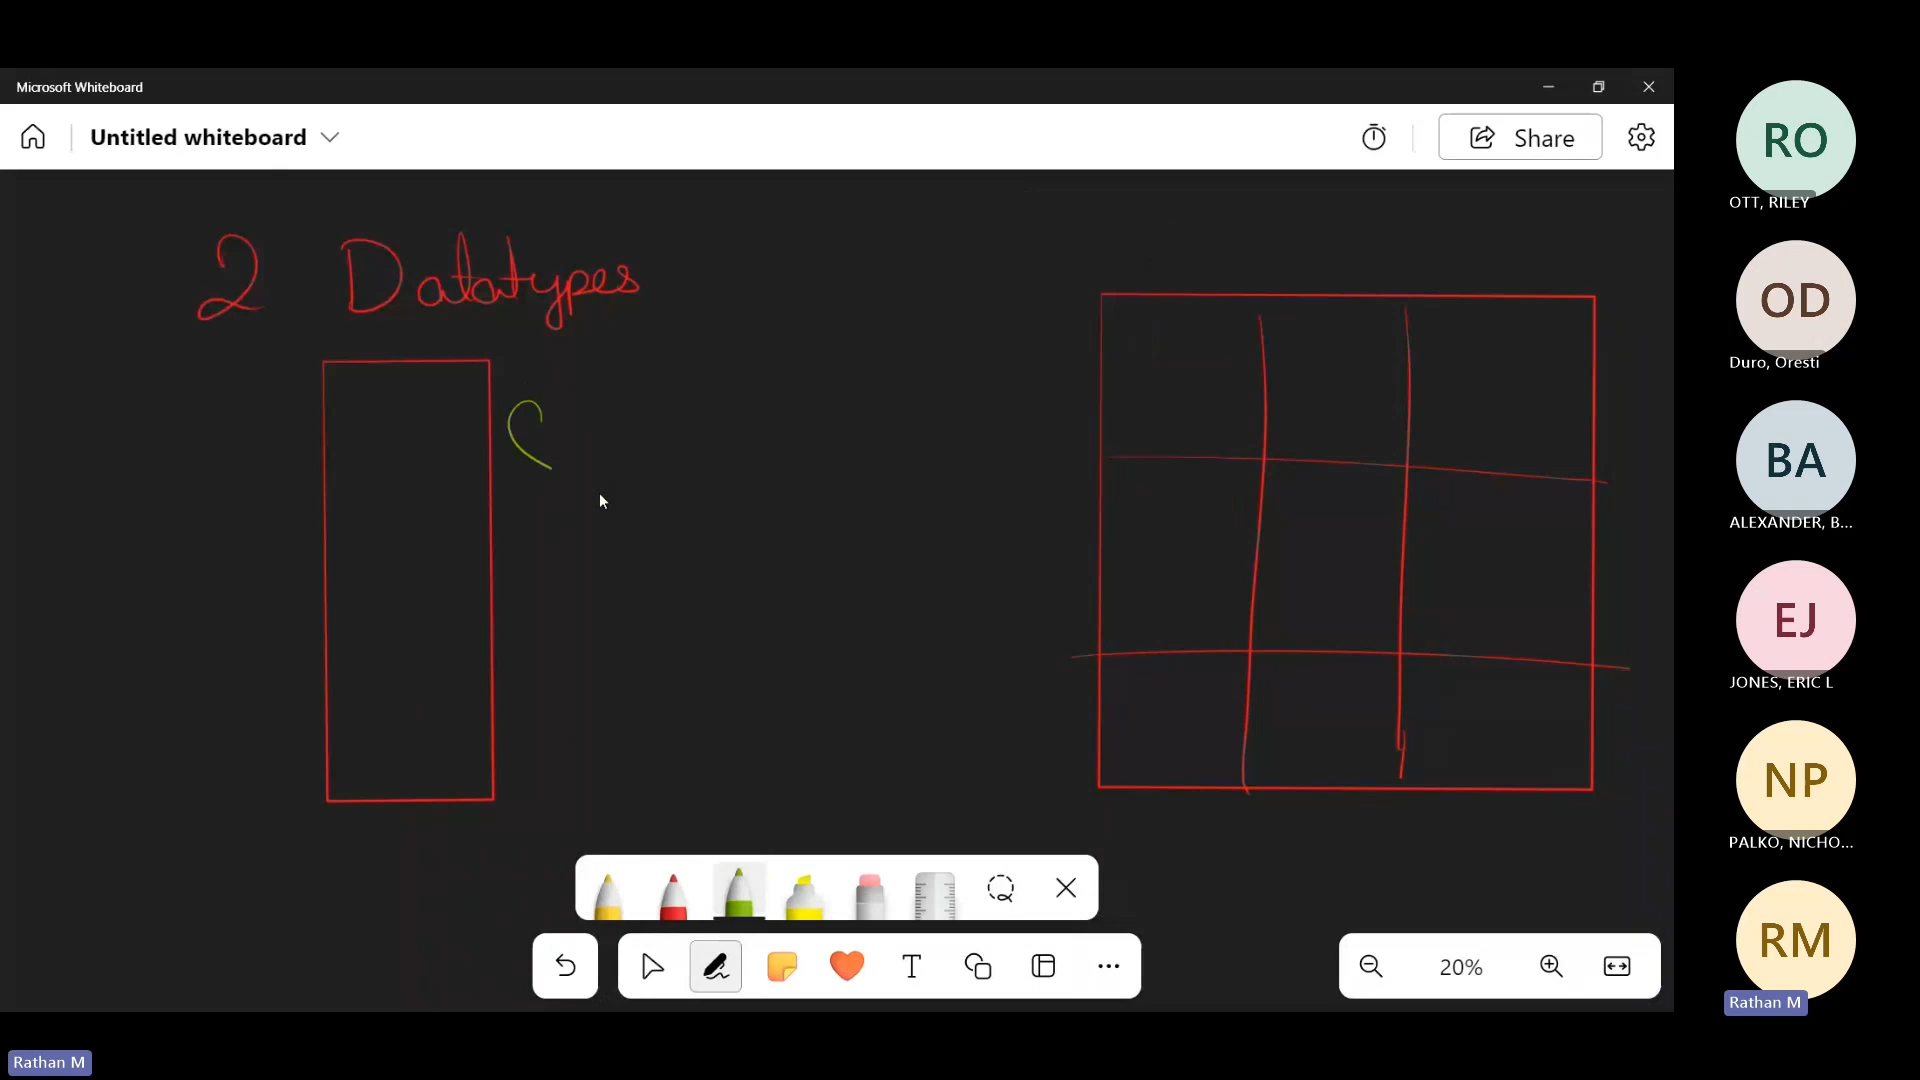 Microsoft Whiteboard
Untitled whiteboard
Share
2 Datatypes
20%
RO
OTT, RILEY
OD
Duro, Oresti
BA
ALEXANDER, B...
EJ
JONES, ERIC L
NP
PALKO, NICHO...
RM
Rathan M
Rathan M